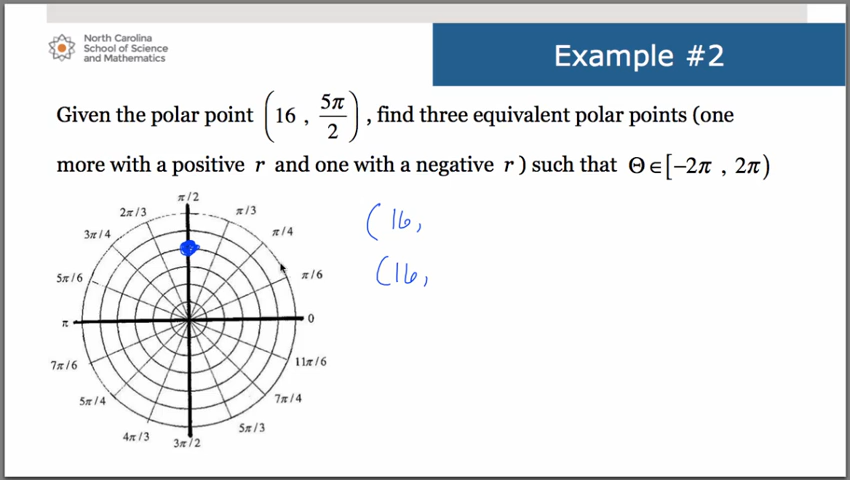 North Carolina
School of Science
and Mathematics
Example #2
Given the polar point (16 , 5π/2) , find three equivalent polar points (one
more with a positive r and one with a negative r ) such that Θ∈[−2π , 2π)
π/2
2π/3
π/3
3π/4
π/4
5π/6
π/6
π
0
7π/6
11π/6
5π/4
7π/4
4π/3
5π/3
3π/2
(16,
(16,